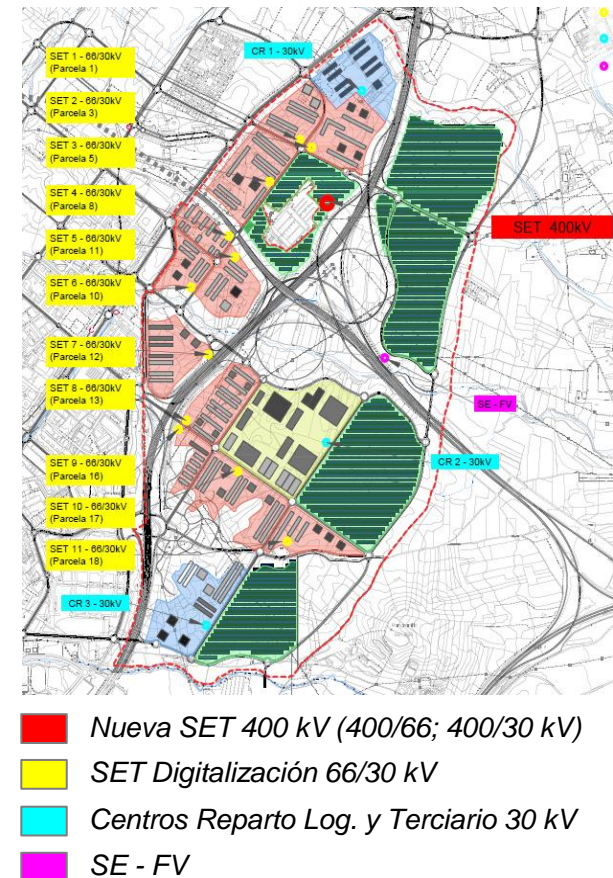 CR 1 - 30kV
SET 1 - 66/30kV
(Parcela 1)
SET 2 - 66/30kV
(Parcela 3)
SET 3 - 66/30kV
(Parcela 5)
SET 4 - 66/30kV
(Parcela 8)
SET 5 - 66/30kV
(Parcela 11)
SET 6 - 66/30kV
(Parcela 10)
SET 7 - 66/30kV
(Parcela 12)
SET 8 - 66/30kV
(Parcela 13)
SET 9 - 66/30kV
(Parcela 16)
SET 10 - 66/30kV
(Parcela 17)
SET 11 - 66/30kV
(Parcela 18)
SET 400kV
SE - FV
CR 2 - 30kV
CR 3 - 30kV
Nueva SET 400 kV (400/66; 400/30 kV)
SET Digitalización 66/30 kV
Centros Reparto Log. y Terciario 30 kV
SE - FV